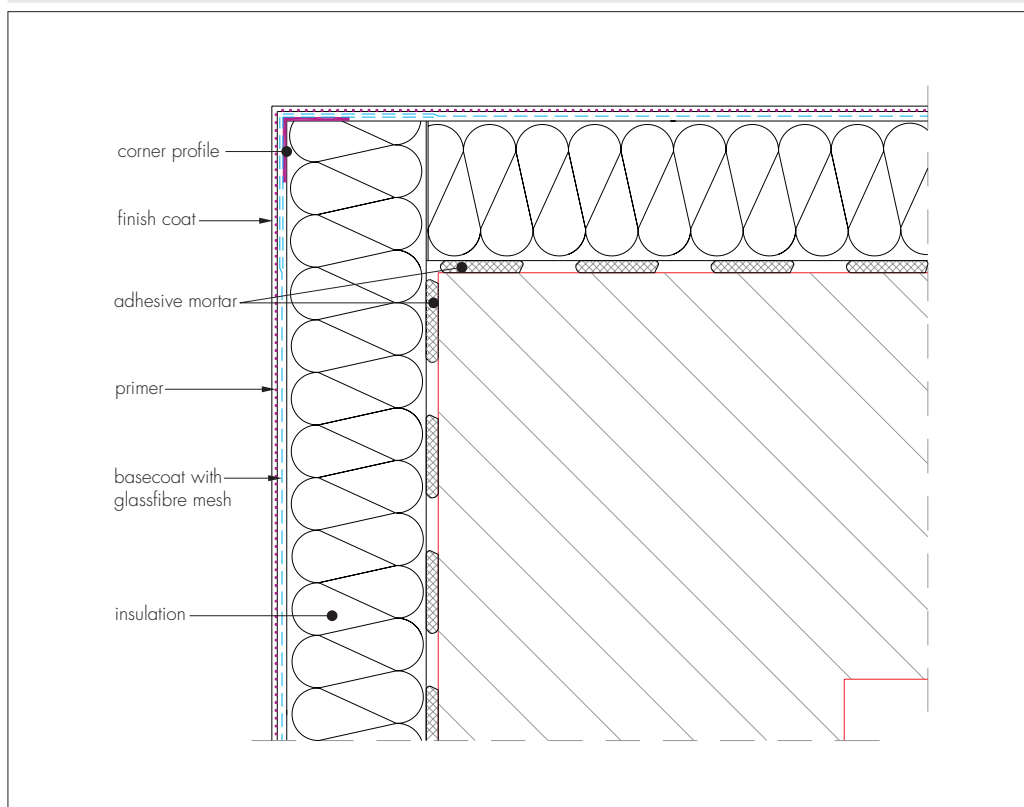 corner profile
finish coat
adhesive mortar
primer
basecoat with
glassfibre mesh
insulation